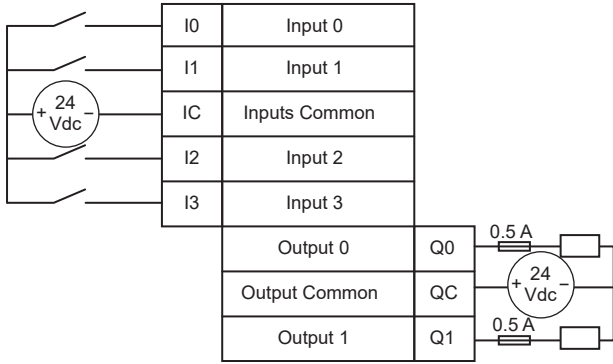 I0 Input 0
I1 Input 1
+ 24 Vdc − IC Inputs Common
I2 Input 2
I3 Input 3
Output 0 Q0 0.5 A
Output Common QC + 24 Vdc −
Output 1 Q1 0.5 A